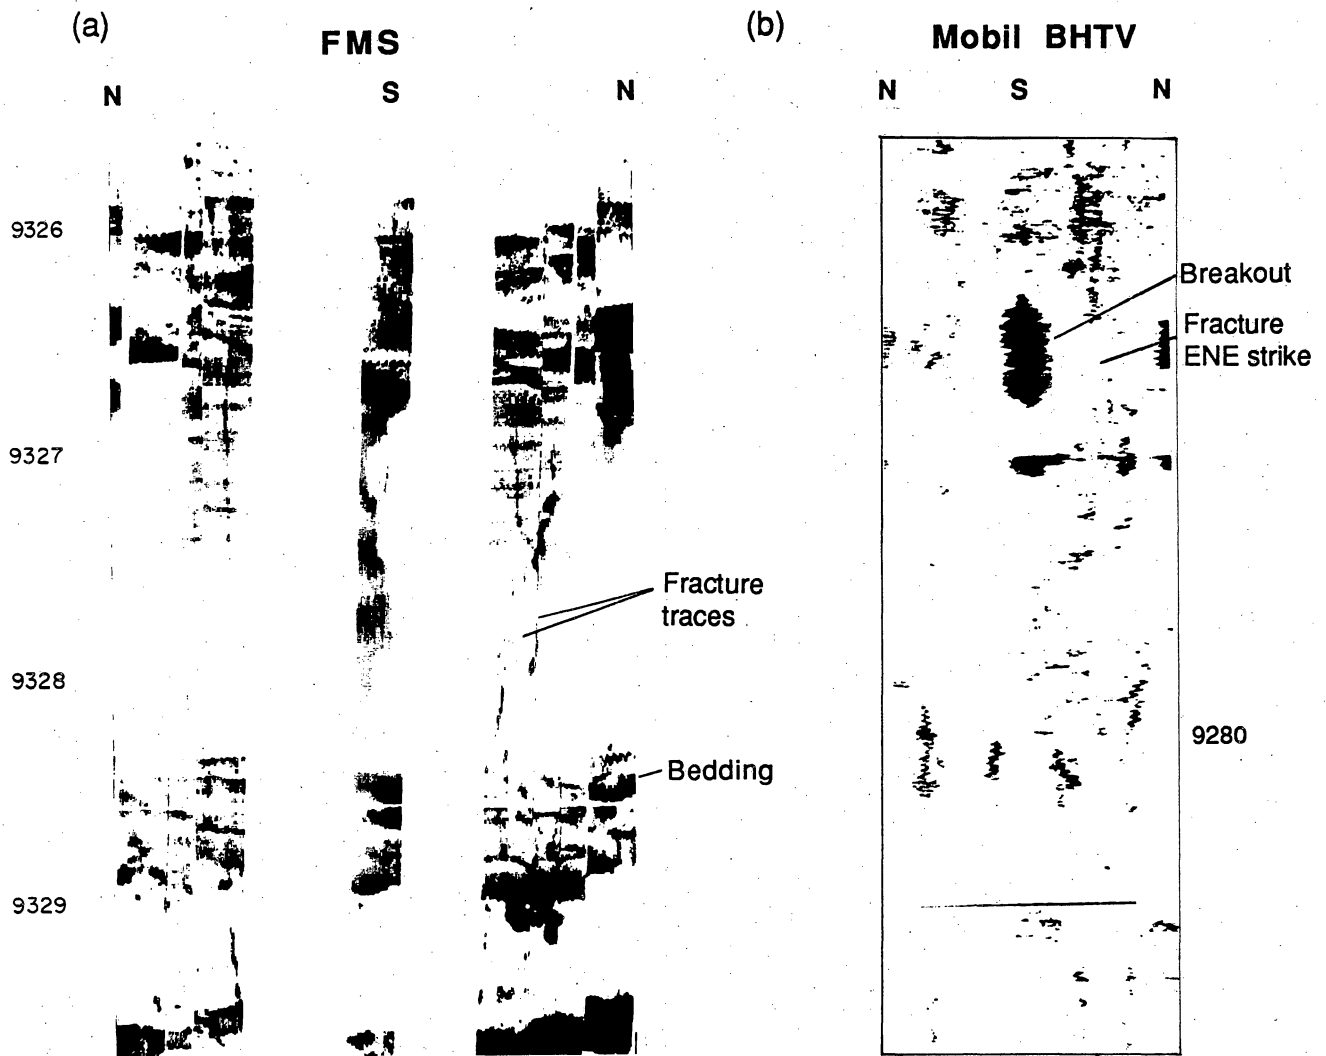 (a)
FMS
N S N
9326
9327
9328
9329
Fracture
traces
Bedding
(b)
Mobil BHTV
N S N
Breakout
Fracture
ENE strike
9280